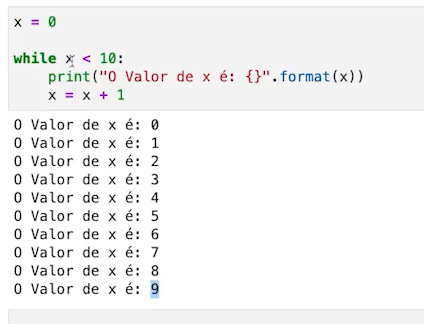 x = 0
while x < 10:
print("O Valor de x é: {}".format(x))
x = x + 1
O Valor de x é: 0
O Valor de x é: 1
O Valor de x é: 2
O Valor de x é: 3
O Valor de x é: 4
O Valor de x é: 5
O Valor de x é: 6
O Valor de x é: 7
O Valor de x é: 8
O Valor de x é: 9